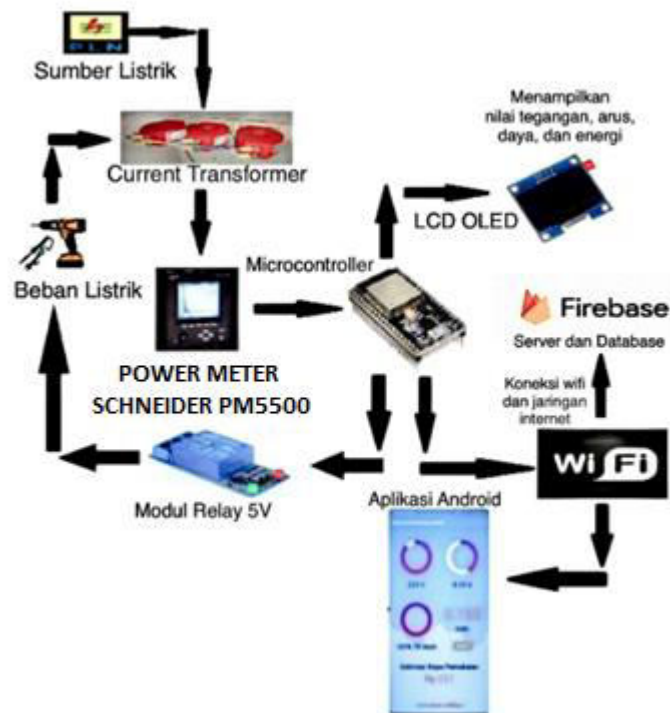 PLN
Sumber Listrik
Menampilkan
nilai tegangan, arus,
daya, dan energi
Current Transformer
LCD OLED
Microcontroller
Beban Listrik
Firebase
Server dan Database
POWER METER
SCHNEIDER PM5500
Koneksi wifi
dan jaringan
internet
WiFi
Modul Relay 5V
Aplikasi Android